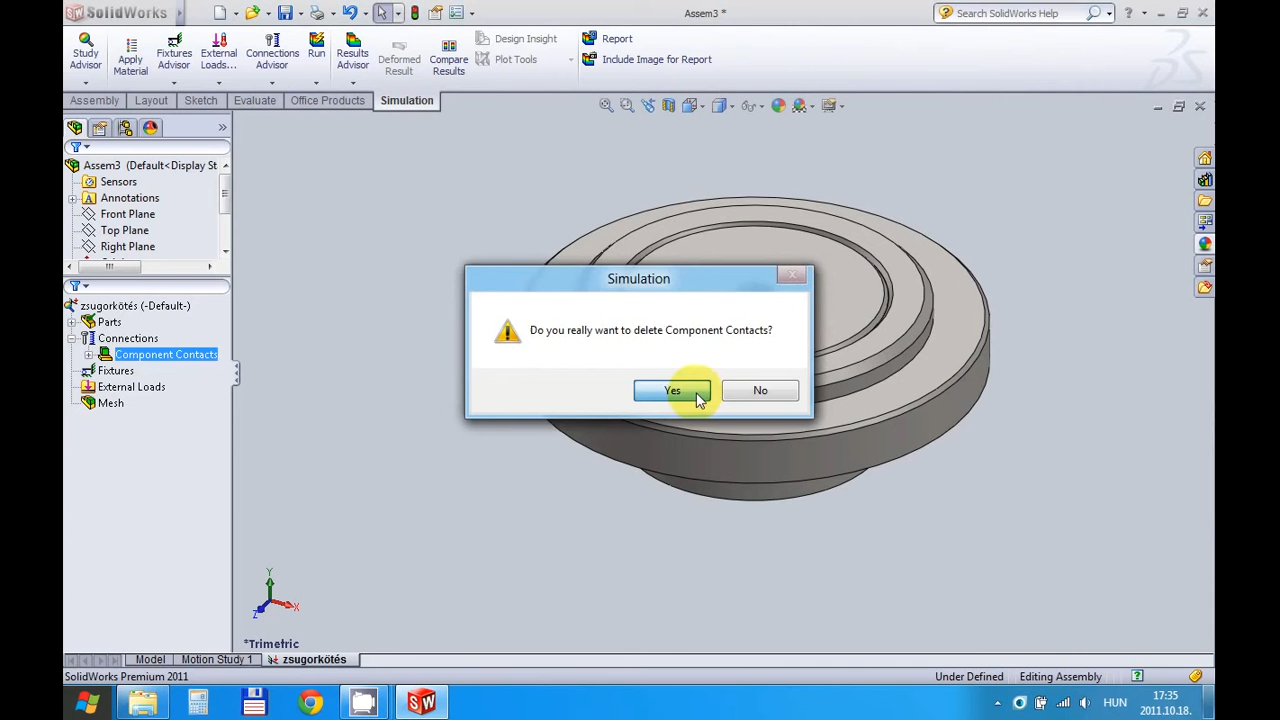 SolidWorks
Assem3 *
Search SolidWorks Help
Study Advisor
Apply Material
Fixtures Advisor
External Loads...
Connections Advisor
Run
Results Advisor
Deformed Result
Compare Results
Design Insight
Plot Tools
Report
Include Image for Report
Assembly
Layout
Sketch
Evaluate
Office Products
Simulation
Assem3 (Default<Display St
Sensors
Annotations
Front Plane
Top Plane
Right Plane
zsugorkötés (-Default-)
Parts
Connections
Component Contacts
Fixtures
External Loads
Mesh
Simulation
Do you really want to delete Component Contacts?
Yes
No
Y
X
Z
*Trimetric
Model
Motion Study 1
zsugorkötés
SolidWorks Premium 2011
Under Defined
Editing Assembly
HUN
17:35
2011.10.18.